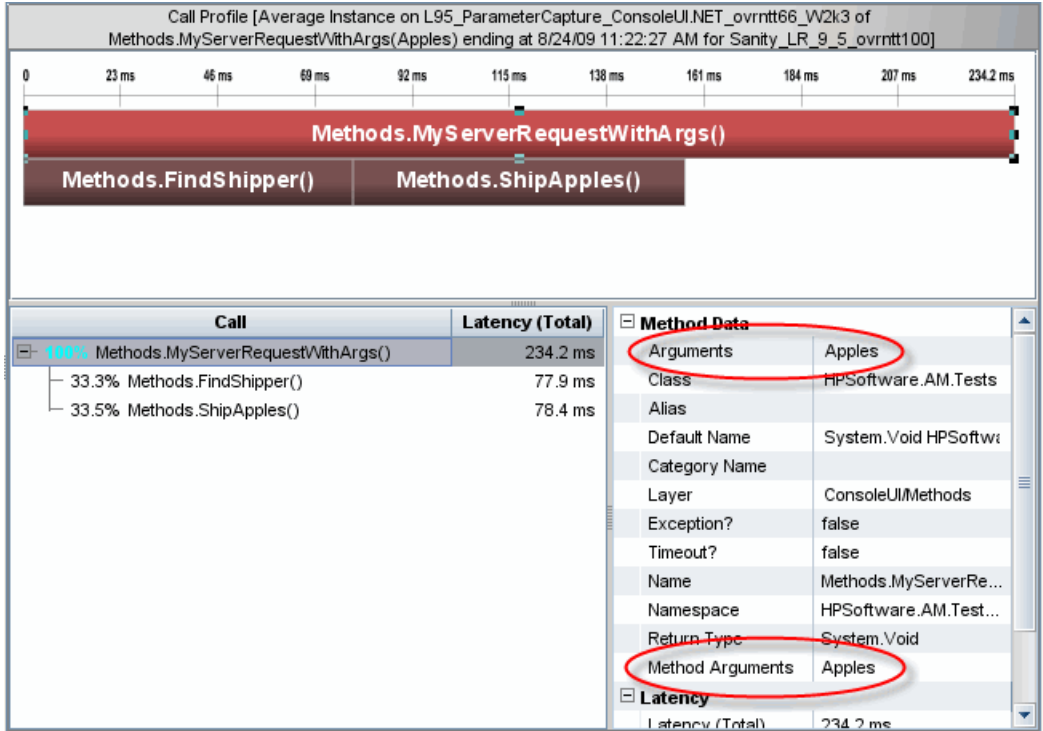 Call Profile [Average Instance on L95_ParameterCapture_ConsoleUI.NET_ovrntt66_W2k3 of
Methods.MyServerRequestWithArgs(Apples) ending at 8/24/09 11:22:27 AM for Sanity_LR_9_5_ovrntt100]
0 23 ms 46 ms 69 ms 92 ms 115 ms 138 ms 161 ms 184 ms 207 ms 234.2 ms
Methods.MyServerRequestWithArgs()
Methods.FindShipper() Methods.ShipApples()
Call Latency (Total)
100% Methods.MyServerRequestWithArgs() 234.2 ms
33.3% Methods.FindShipper() 77.9 ms
33.5% Methods.ShipApples() 78.4 ms
Method Data
Arguments Apples
Class HPSoftware.AM.Tests
Alias
Default Name System.Void HPSoftwa
Category Name
Layer ConsoleUI/Methods
Exception? false
Timeout? false
Name Methods.MyServerRe...
Namespace HPSoftware.AM.Test...
Return Type System.Void
Method Arguments Apples
Latency
Latency (Total) 234.2 ms